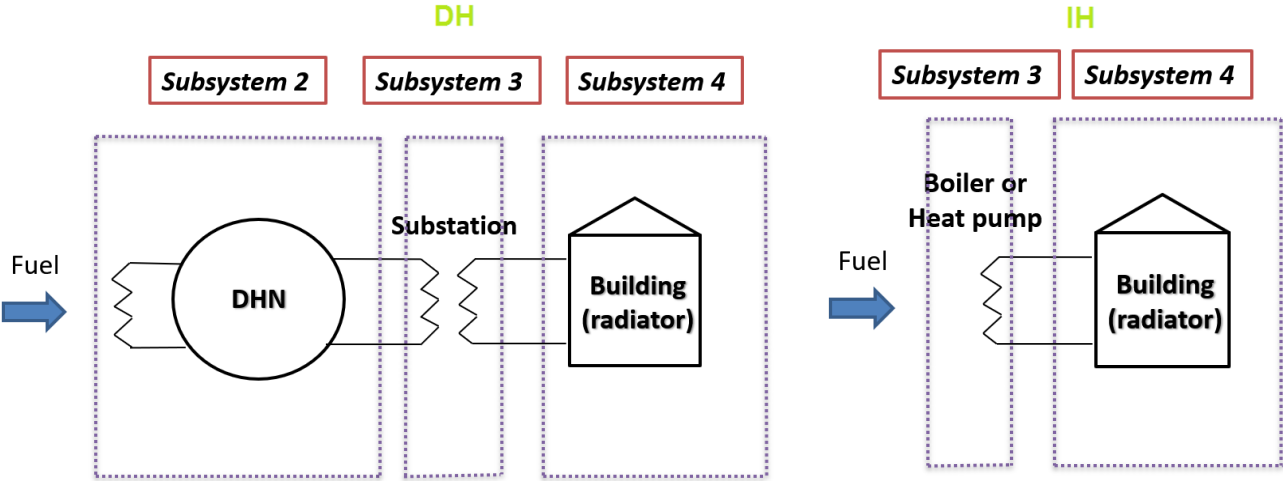 DH
IH
Subsystem 2
Subsystem 3
Subsystem 4
Subsystem 3
Subsystem 4
Fuel
DHN
Substation
Building
(radiator)
Fuel
Boiler or
Heat pump
Building
(radiator)